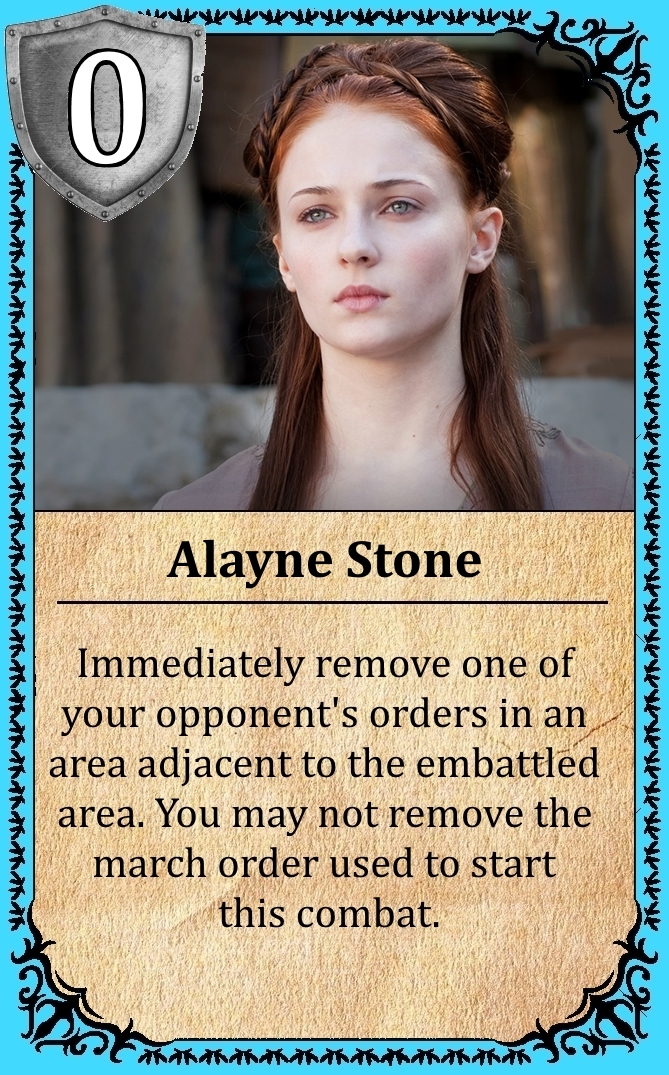 0
Alayne Stone
Immediately remove one of
your opponent's orders in an
area adjacent to the embattled
area. You may not remove the
march order used to start
this combat.